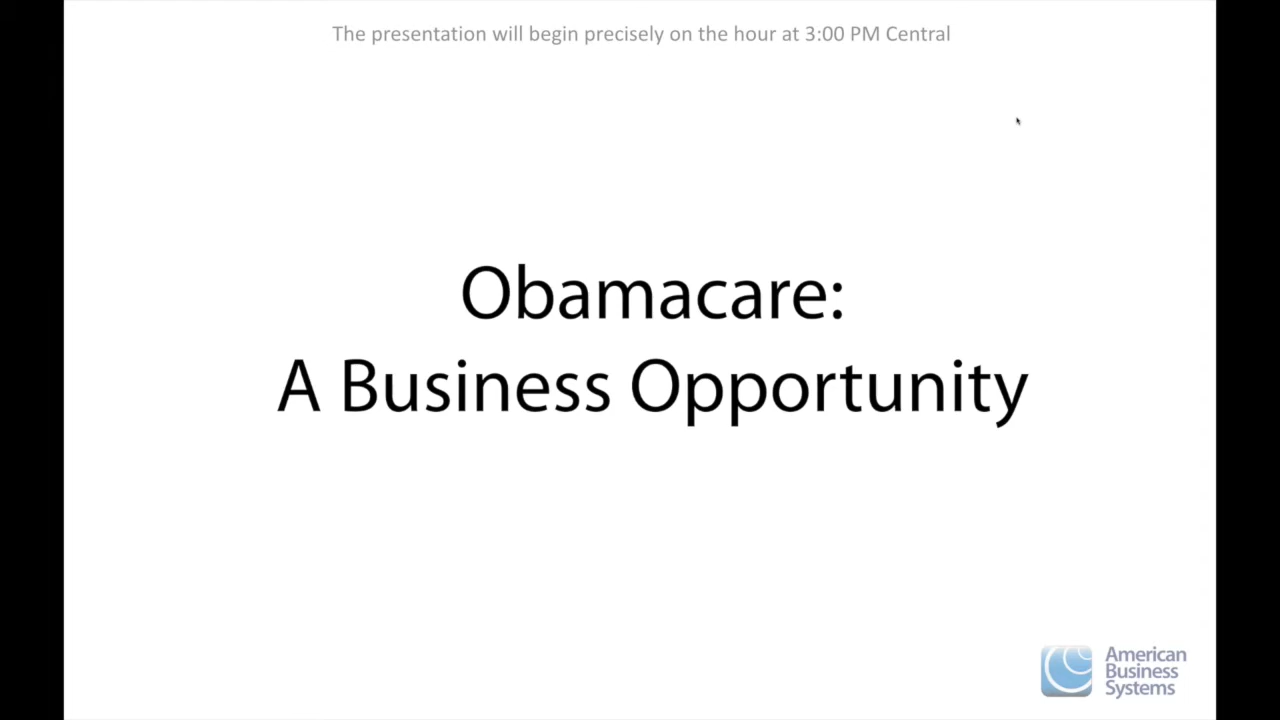 The presentation will begin precisely on the hour at 3:00 PM Central
Obamacare:
A Business Opportunity
American
Business
Systems